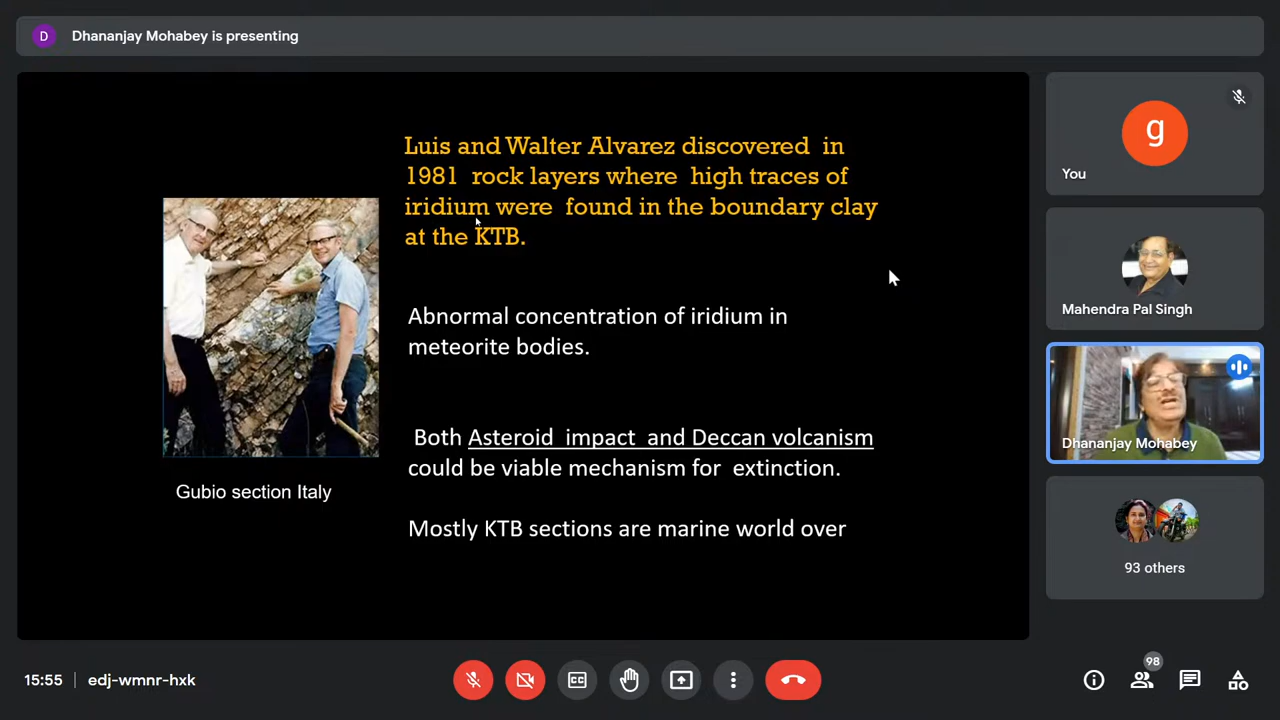 D Dhananjay Mohabey is presenting
Luis and Walter Alvarez discovered in
1981 rock layers where high traces of
iridium were found in the boundary clay
at the KTB.
Abnormal concentration of iridium in
meteorite bodies.
Both Asteroid impact and Deccan volcanism
could be viable mechanism for extinction.
Mostly KTB sections are marine world over
Gubio section Italy
g
You
Mahendra Pal Singh
Dhananjay Mohabey
93 others
15:55 | edj-wmnr-hxk
CC
98